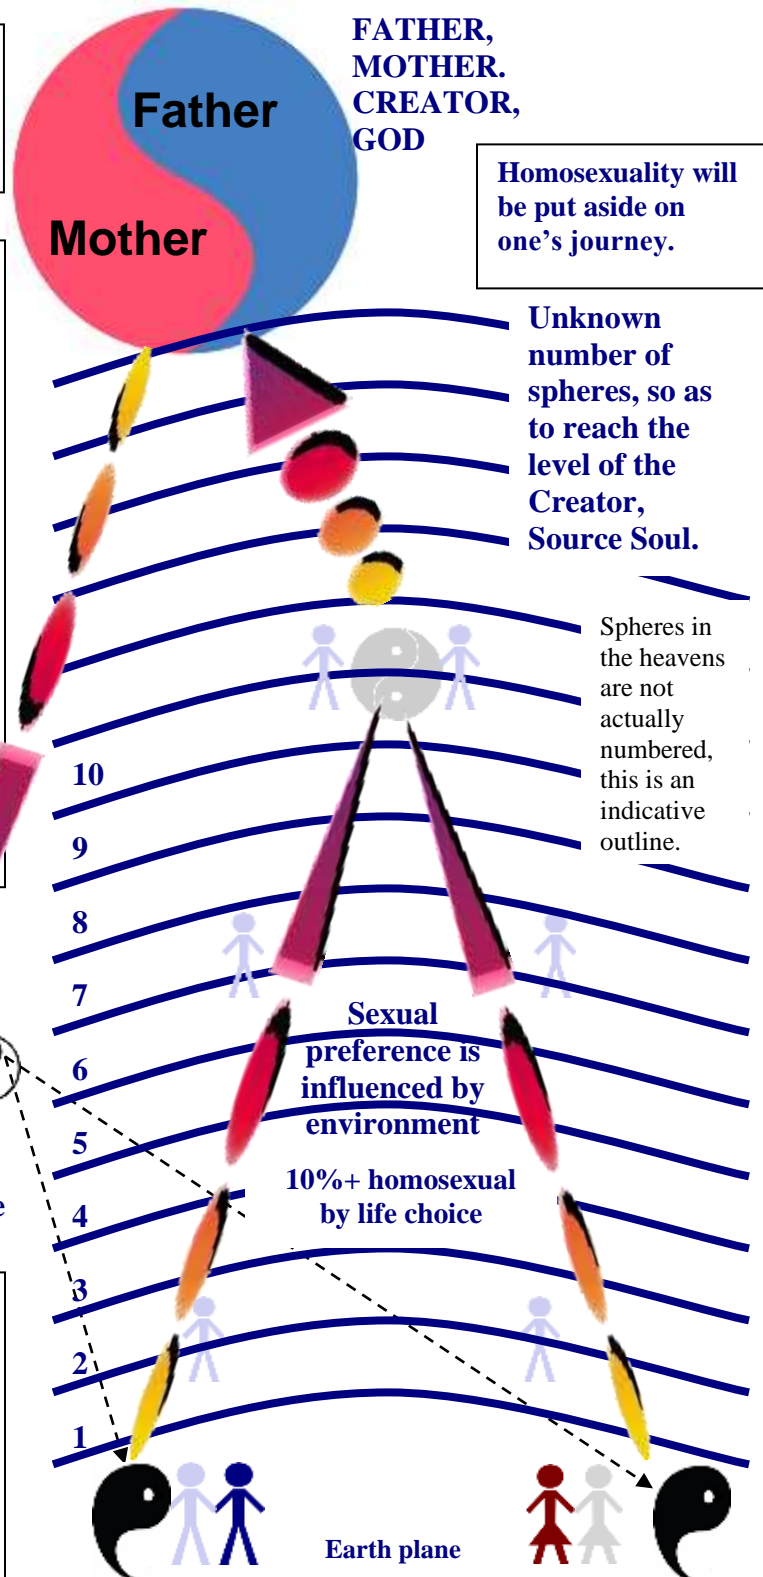 FATHER,
MOTHER.
CREATOR,
GOD
Father
Mother
Homosexuality will
be put aside on
one's journey.
Unknown
number of
spheres, so as
to reach the
level of the
Creator,
Source Soul.
Spheres in
the heavens
are not
actually
numbered,
this is an
indicative
outline.
10
9
8
7
Sexual
preference is
influenced by
environment
6
5
10%+ homosexual
by life choice
4
3
2
1
Earth plane